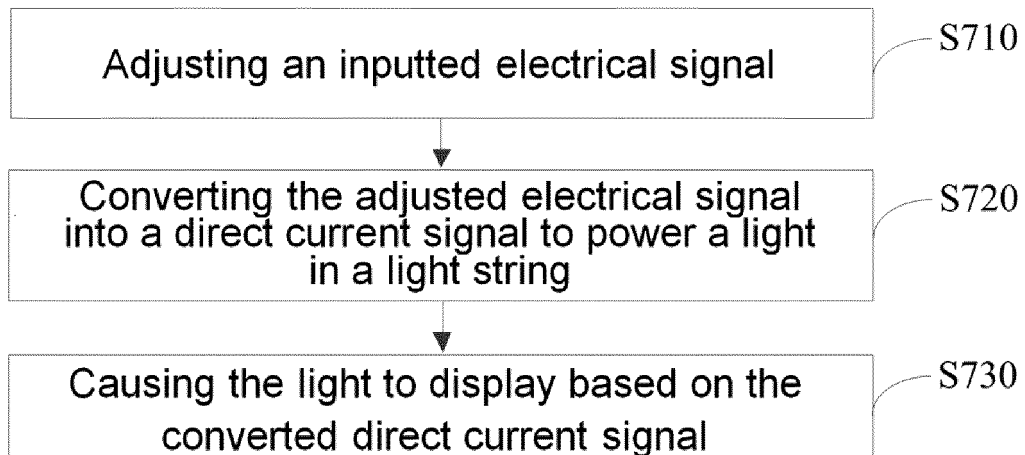 Adjusting an inputted electrical signal
S710
Converting the adjusted electrical signal
into a direct current signal to power a light
in a light string
S720
Causing the light to display based on the
converted direct current signal
S730